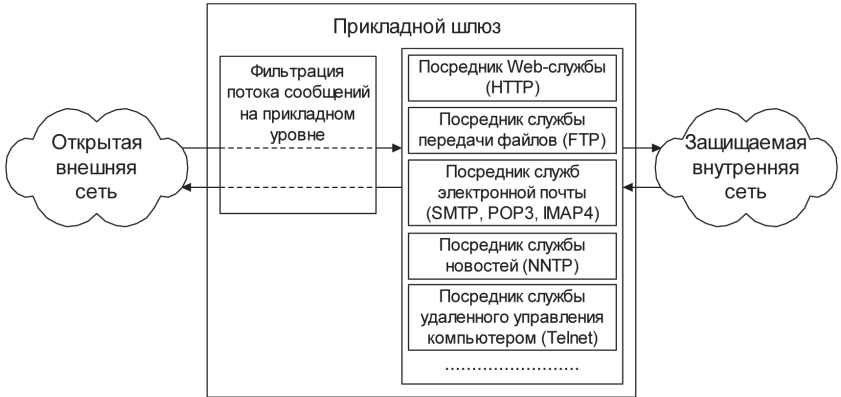 Прикладной шлюз
Фильтрация
потока сообщений
на прикладном
уровне
Посредник Web-службы
(HTTP)
Посредник службы
передачи файлов (FTP)
Посредник служб
электронной почты
(SMTP, POP3, IMAP4)
Посредник службы
новостей (NNTP)
Посредник службы
удаленного управления
компьютером (Telnet)
..........................
Открытая
внешняя
сеть
Защищаемая
внутренняя
сеть